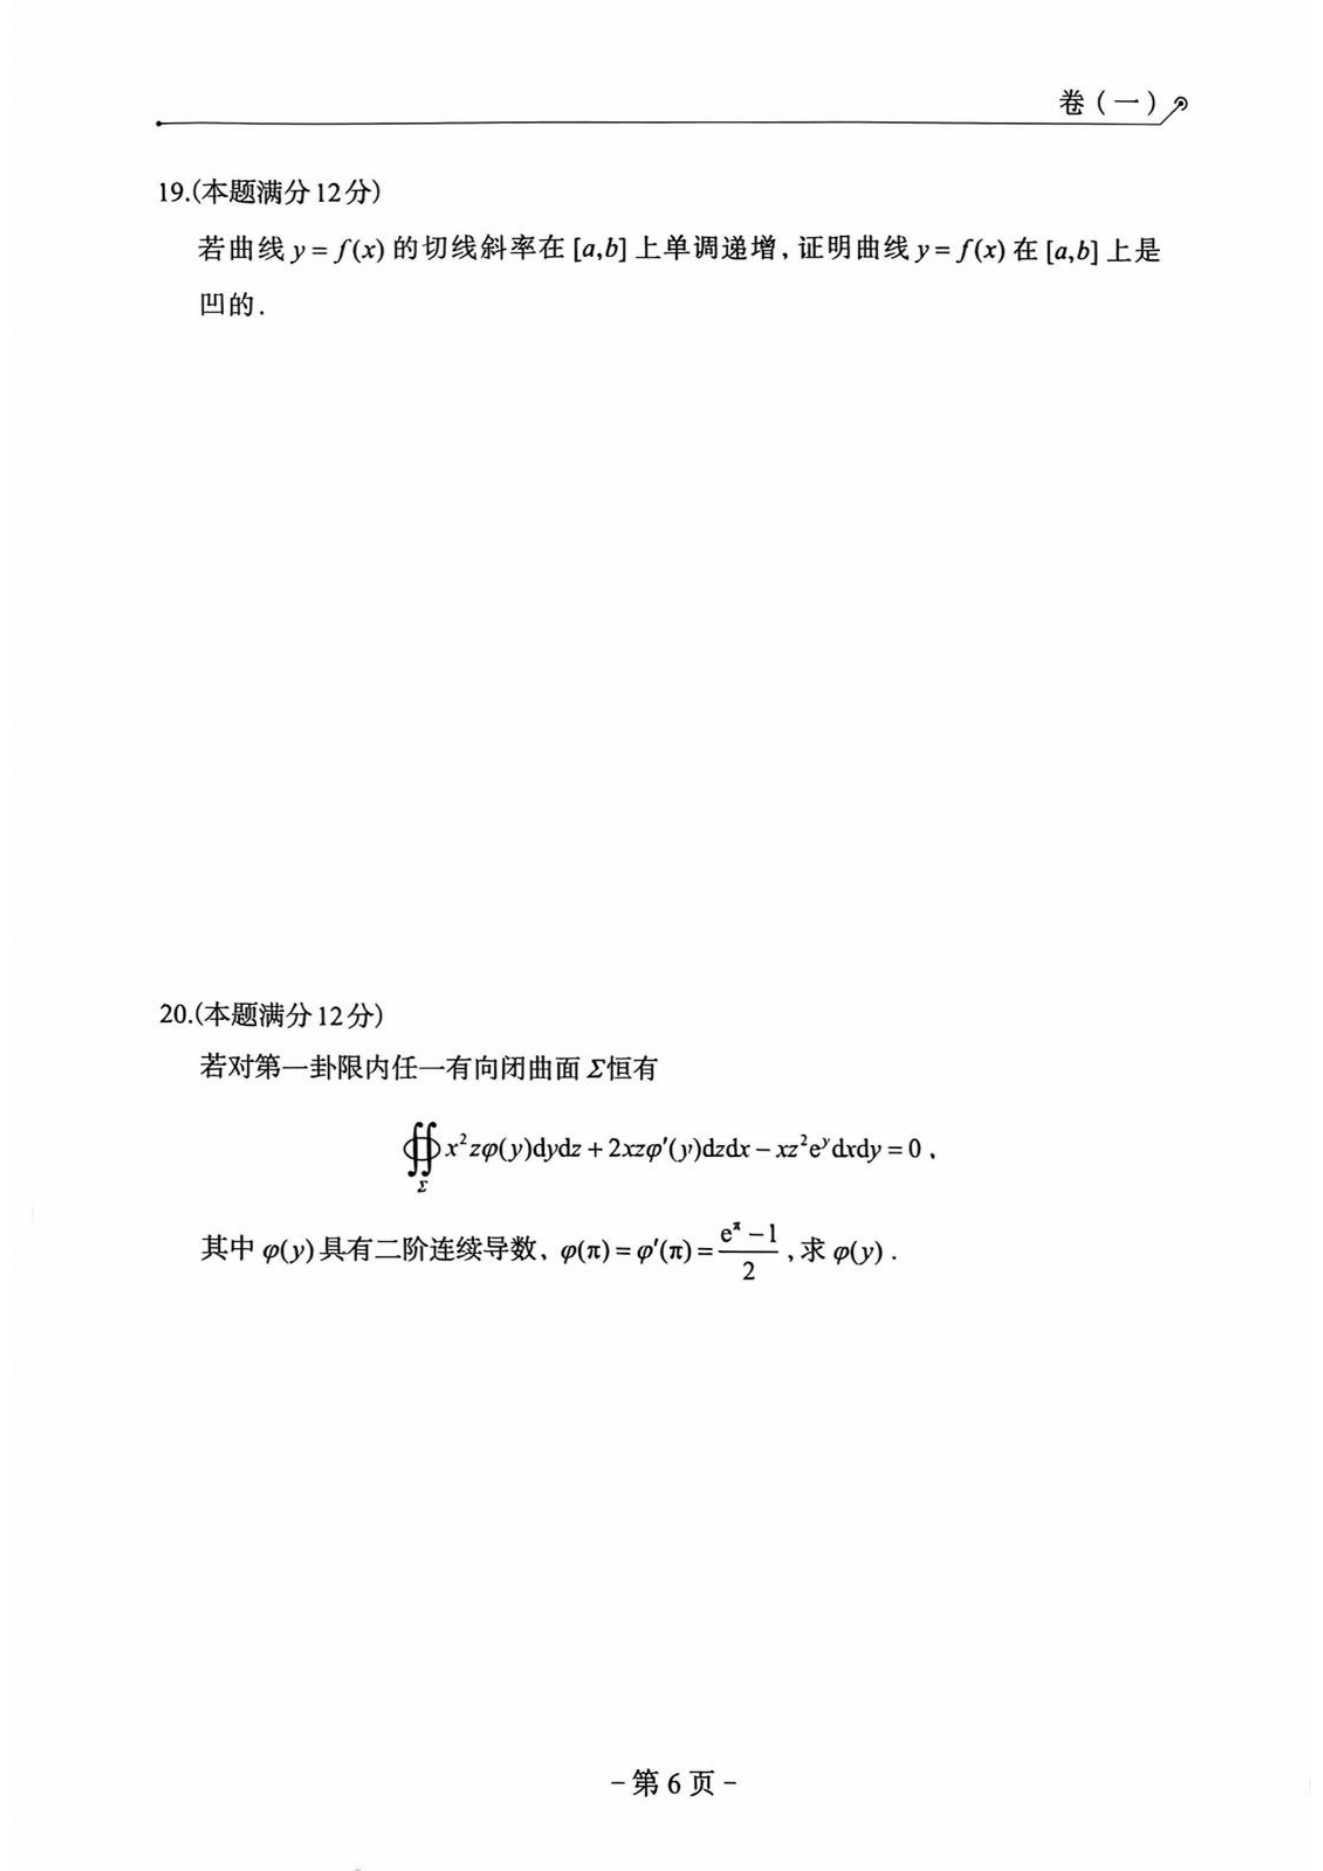 卷（一）
19.(本题满分12分)
若曲线 y = f(x) 的切线斜率在 [a,b] 上单调递增，证明曲线 y = f(x) 在 [a,b] 上是
凹的．
20.(本题满分12分)
若对第一卦限内任一有向闭曲面 Σ恒有
∯_Σ x²zφ(y)dydz + 2xzφ′(y)dzdx − xz²e^y dxdy = 0，
其中 φ(y) 具有二阶连续导数，φ(π) = φ′(π) = (e^π − 1)/2，求 φ(y)．
− 第 6 页 −